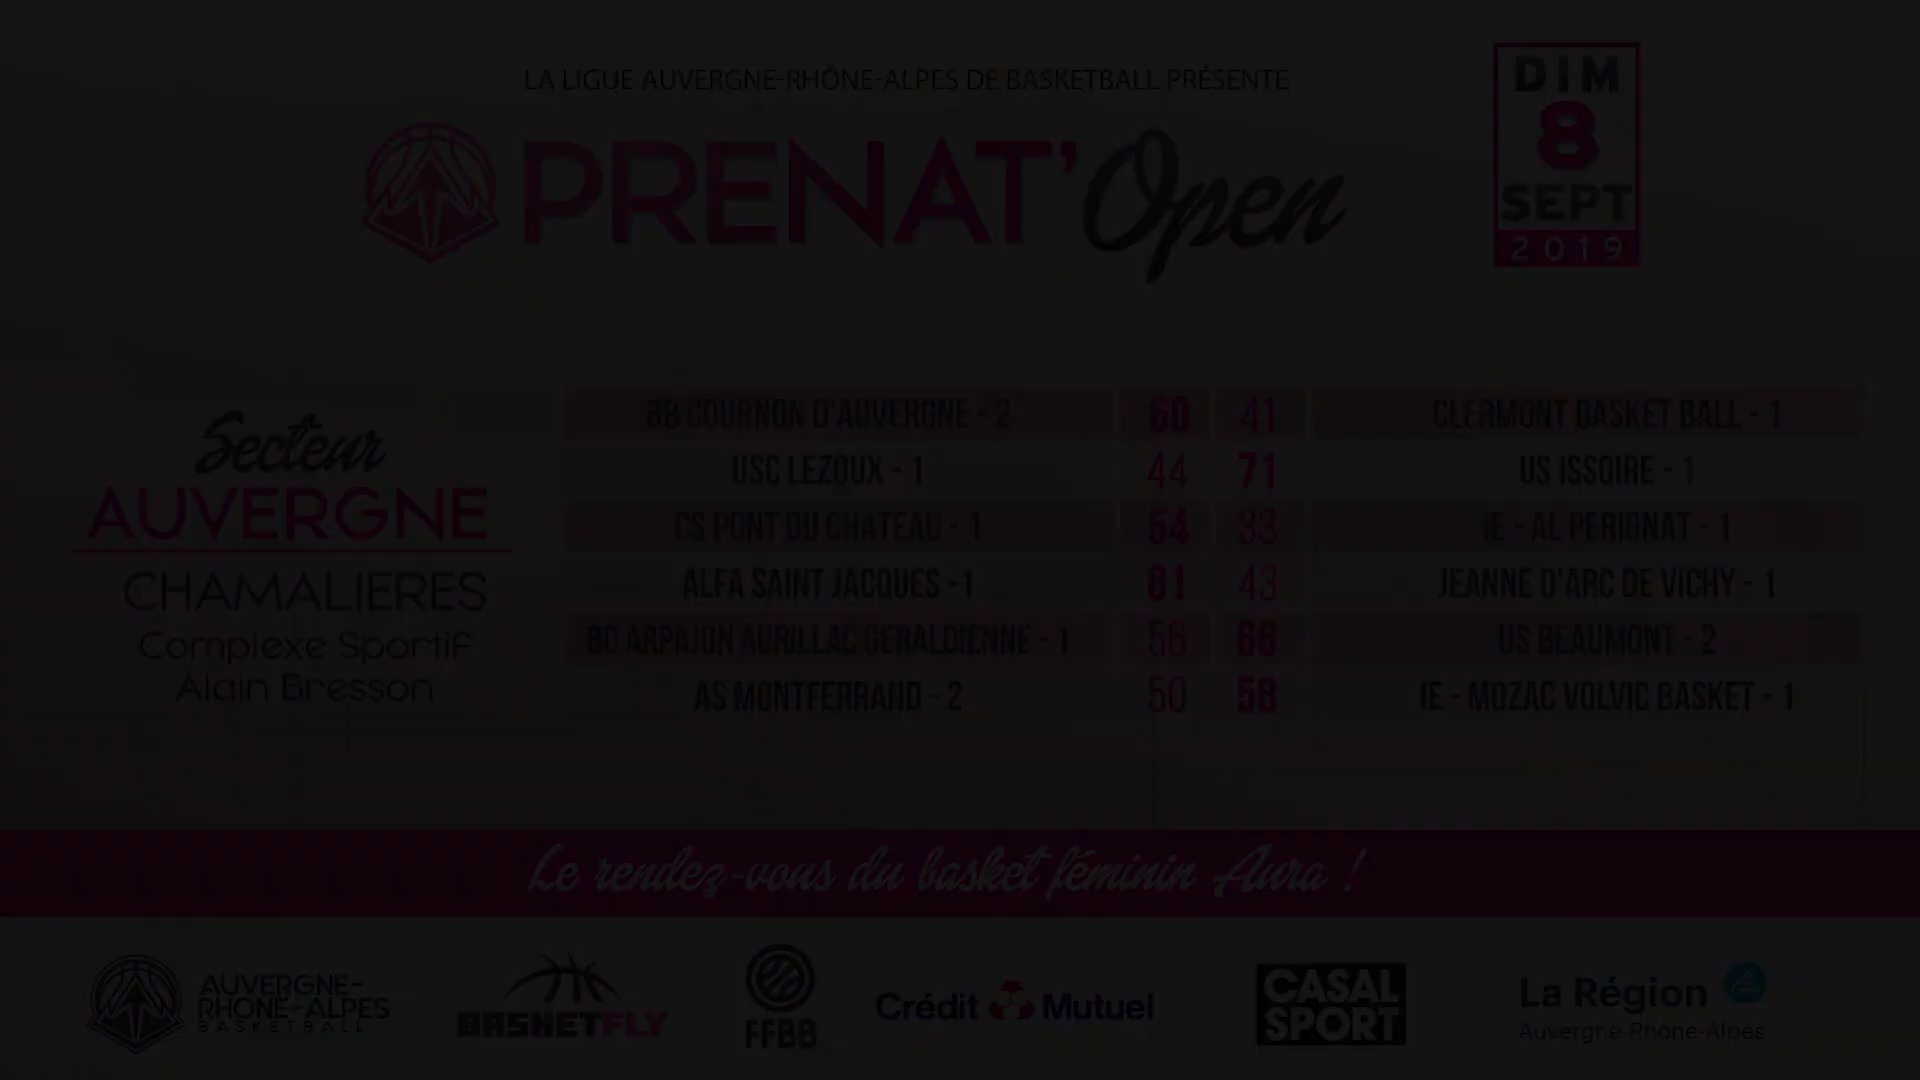 LA LIGUE AUVERGNE-RHÔNE-ALPES DE BASKETBALL PRÉSENTE
PRENAT' Open
DIM
8
SEPT
2019
Secteur
AUVERGNE
CHAMALIERES
Complexe Sportif
Alain Bresson
BB COURNON D'AUVERGNE - 2 60 41 CLERMONT BASKET BALL - 1
USC LEZOUX - 1 44 71 US ISSOIRE - 1
CS PONT DU CHATEAU - 1 33 IE - AL PERIGNAT - 1
ALFA SAINT JACQUES -1 43 JEANNE D'ARC DE VICHY - 1
ARPAJON AURILLAC GERALDIENNE - 1 56 US BEAUMONT - 2
AS MONTFERRAND - 2 50 58 IE - MOZAC VOLVIC BASKET - 1
Le rendez-vous du basket féminin Aura !
AUVERGNE-
RHÔNE-ALPES
BASKETBALL
BASKETFLY
FFBB
Crédit Mutuel
CASAL
SPORT
La Région
Auvergne-Rhône-Alpes